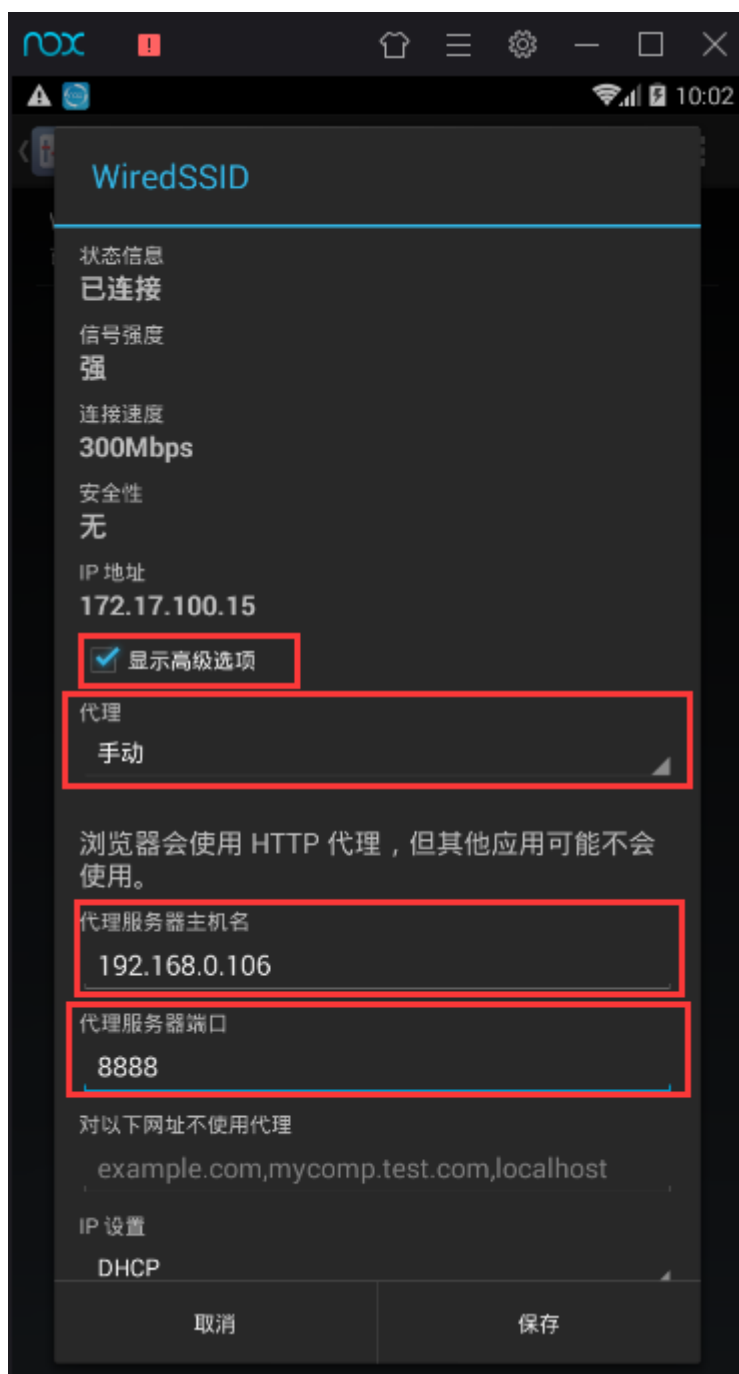 nox
10:02
WiredSSID
状态信息
已连接
信号强度
强
连接速度
300Mbps
安全性
无
IP 地址
172.17.100.15
显示高级选项
代理
手动
浏览器会使用 HTTP 代理，但其他应用可能不会
使用。
代理服务器主机名
192.168.0.106
代理服务器端口
8888
对以下网址不使用代理
example.com,mycomp.test.com,localhost
IP 设置
DHCP
取消
保存